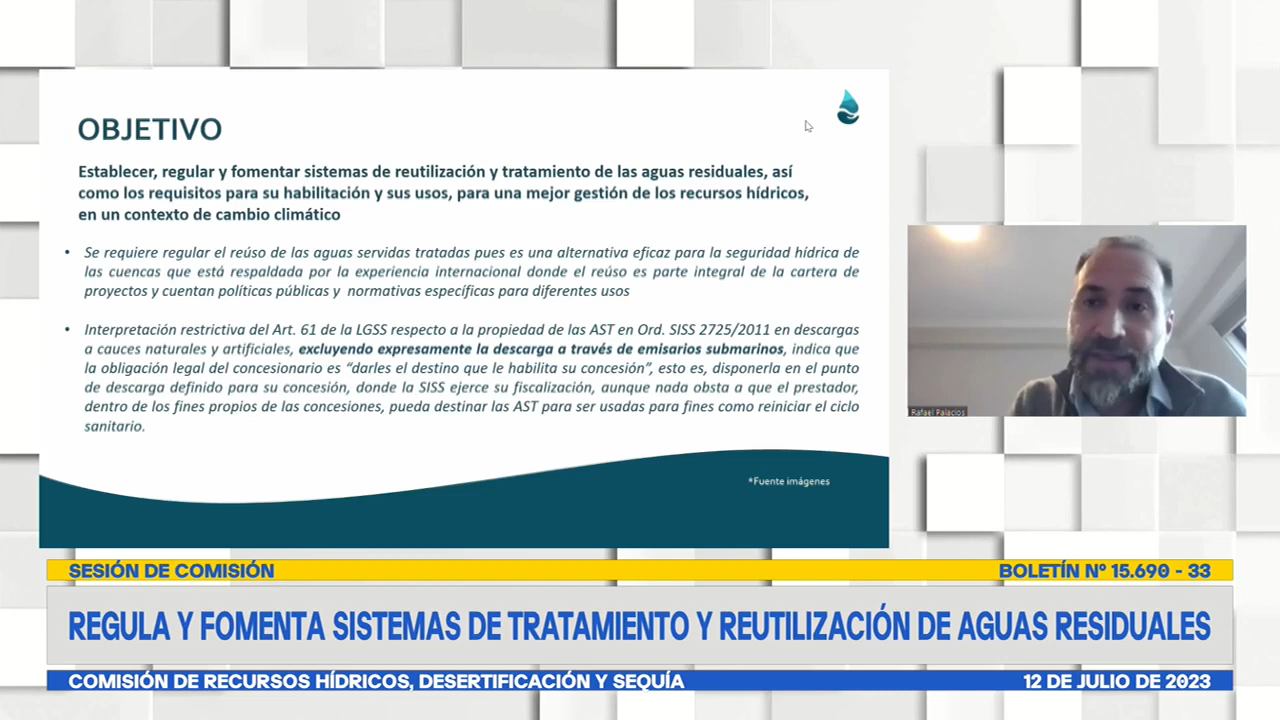 OBJETIVO
Establecer, regular y fomentar sistemas de reutilización y tratamiento de las aguas residuales, así
como los requisitos para su habilitación y sus usos, para una mejor gestión de los recursos hídricos,
en un contexto de cambio climático
• Se requiere regular el reúso de las aguas servidas tratadas pues es una alternativa eficaz para la seguridad hídrica de
las cuencas que está respaldada por la experiencia internacional donde el reúso es parte integral de la cartera de
proyectos y cuentan políticas públicas y normativas específicas para diferentes usos
• Interpretación restrictiva del Art. 61 de la LGSS respecto a la propiedad de las AST en Ord. SISS 2725/2011 en descargas
a cauces naturales y artificiales, excluyendo expresamente la descarga a través de emisarios submarinos, indica que
la obligación legal del concesionario es “darles el destino que le habilita su concesión”, esto es, disponerla en el punto
de descarga definido para su concesión, donde la SISS ejerce su fiscalización, aunque nada obsta a que el prestador,
dentro de los fines propios de las concesiones, pueda destinar las AST para ser usadas para fines como reiniciar el ciclo
sanitario.
*Fuente imágenes
Rafael Palacios
SESIÓN DE COMISIÓN
BOLETÍN N° 15.690 - 33
REGULA Y FOMENTA SISTEMAS DE TRATAMIENTO Y REUTILIZACIÓN DE AGUAS RESIDUALES
COMISIÓN DE RECURSOS HÍDRICOS, DESERTIFICACIÓN Y SEQUÍA
12 DE JULIO DE 2023